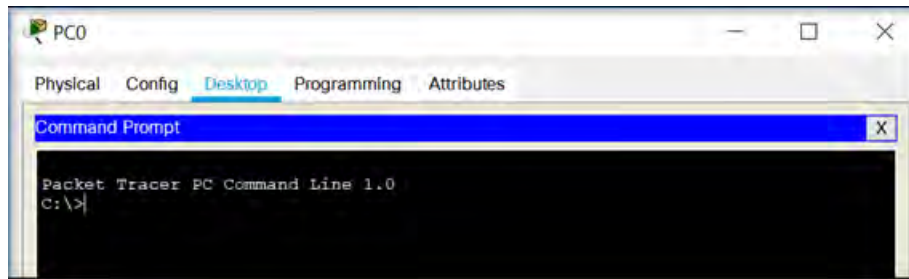 PC0
Physical Config Desktop Programming Attributes
Command Prompt X
Packet Tracer PC Command Line 1.0
C:\>